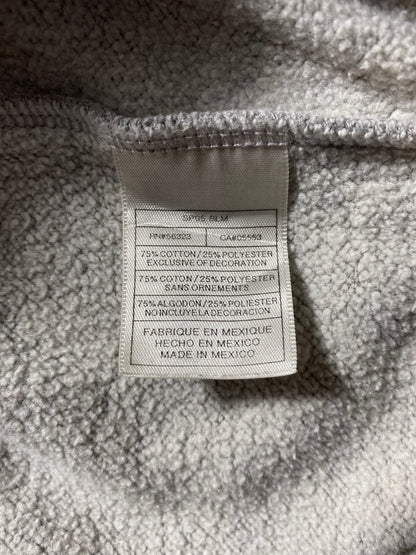 SP05 BLM
RN#56323 CA#05553
75% COTTON/25% POLYESTER
EXCLUSIVE OF DECORATION
75% COTON/25% POLYESTER
SANS ORNEMENTS
75% ALGODON/25% POLYESTER
NO INCLUYE LA DECORACION
FABRIQUE EN MEXIQUE
HECHO EN MEXICO
MADE IN MEXICO